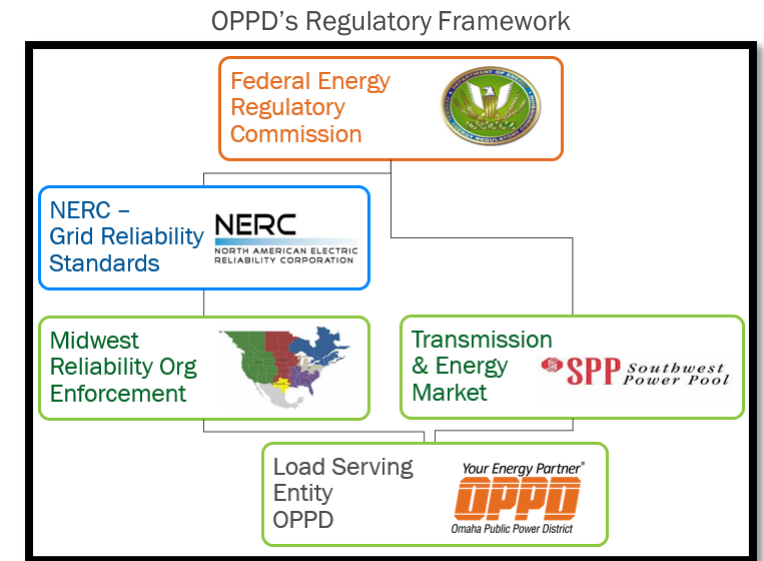 OPPD's Regulatory Framework
Federal Energy
Regulatory
Commission
NERC –
Grid Reliability
Standards
NERC
NORTH AMERICAN ELECTRIC
RELIABILITY CORPORATION
Midwest
Reliability Org
Enforcement
Transmission
& Energy
Market
SPP Southwest
Power Pool
Load Serving
Entity
OPPD
Your Energy Partner®
OPPD
Omaha Public Power District